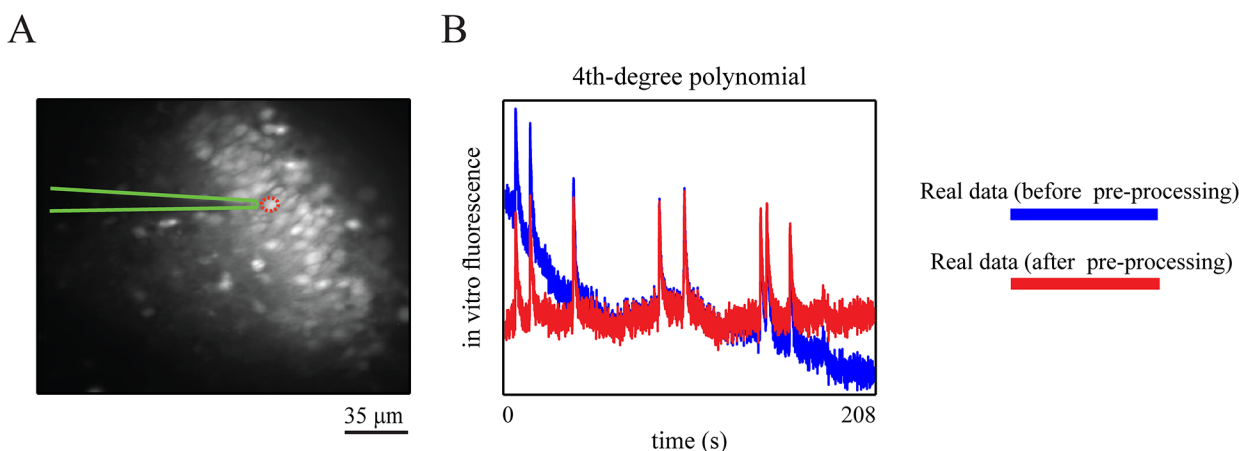 A
B
4th-degree polynomial
in vitro fluorescence
0
208
time (s)
35 μm
Real data (before pre-processing)
Real data (after pre-processing)